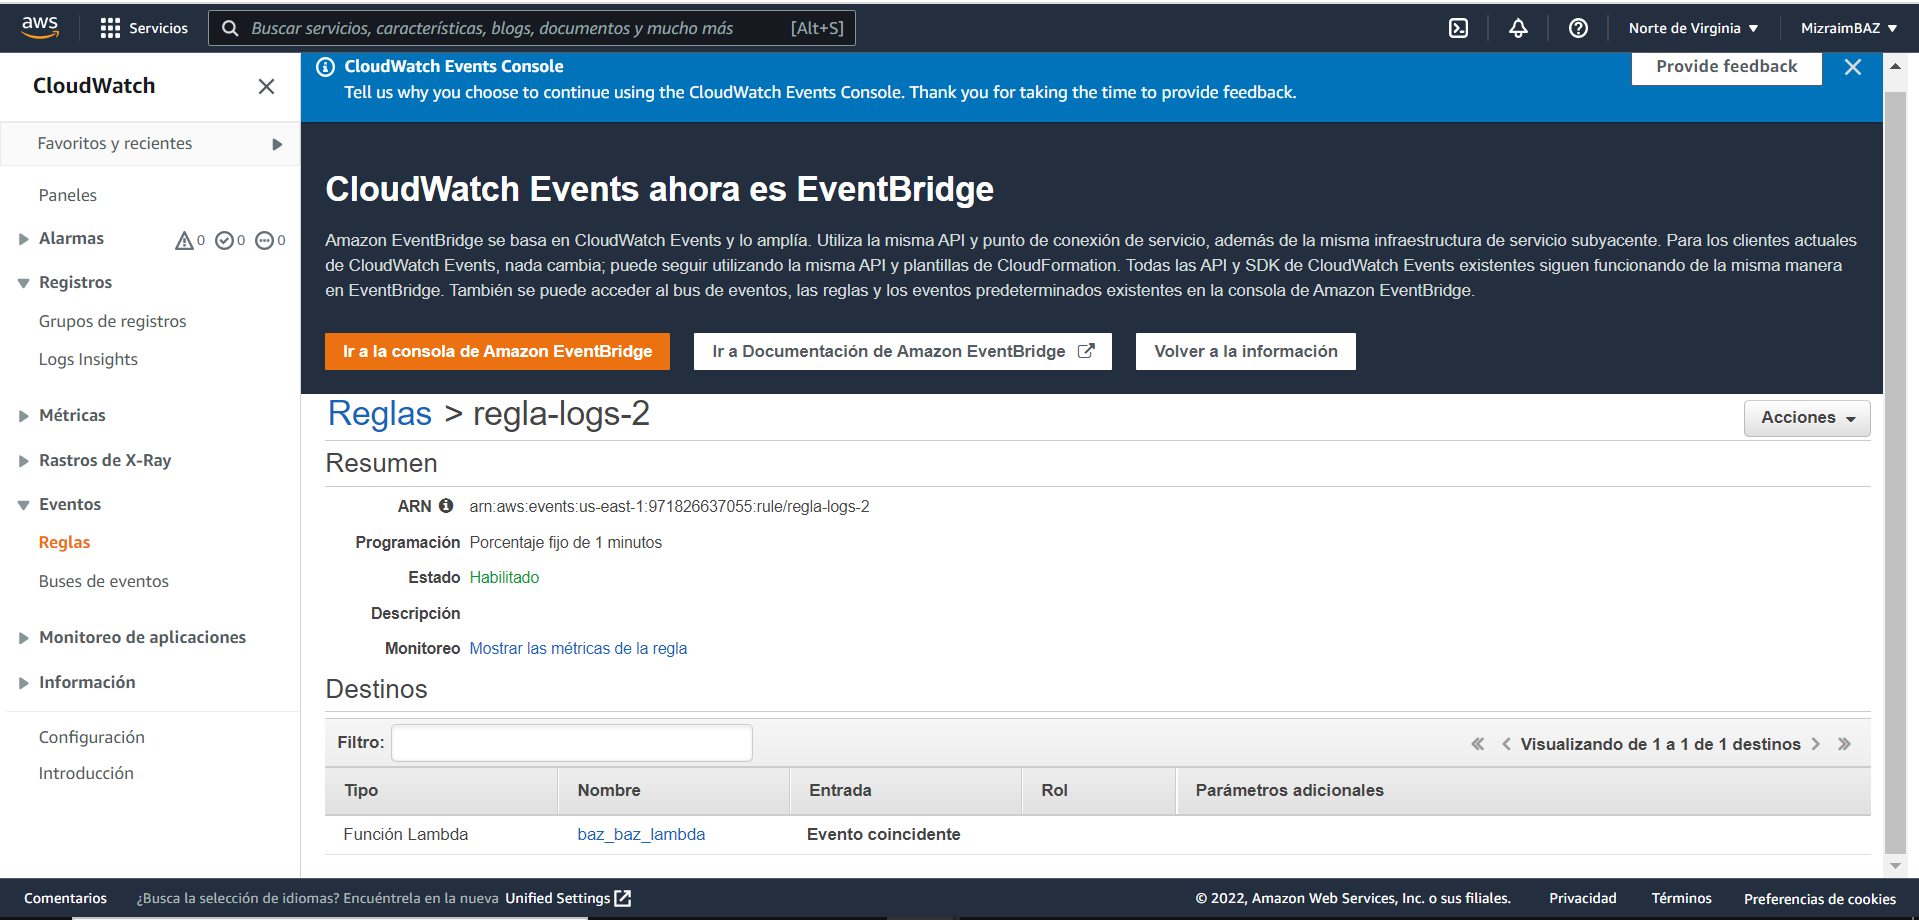 aws
Servicios
Buscar servicios, características, blogs, documentos y mucho más [Alt+S]
Norte de Virginia
MizraimBAZ
CloudWatch
Favoritos y recientes
Paneles
Alarmas 0 0 0
Registros
Grupos de registros
Logs Insights
Métricas
Rastros de X-Ray
Eventos
Reglas
Buses de eventos
Monitoreo de aplicaciones
Información
Configuración
Introducción
CloudWatch Events Console
Tell us why you choose to continue using the CloudWatch Events Console. Thank you for taking the time to provide feedback.
Provide feedback
CloudWatch Events ahora es EventBridge
Amazon EventBridge se basa en CloudWatch Events y lo amplía. Utiliza la misma API y punto de conexión de servicio, además de la misma infraestructura de servicio subyacente. Para los clientes actuales
de CloudWatch Events, nada cambia; puede seguir utilizando la misma API y plantillas de CloudFormation. Todas las API y SDK de CloudWatch Events existentes siguen funcionando de la misma manera
en EventBridge. También se puede acceder al bus de eventos, las reglas y los eventos predeterminados existentes en la consola de Amazon EventBridge.
Ir a la consola de Amazon EventBridge
Ir a Documentación de Amazon EventBridge
Volver a la información
Reglas > regla-logs-2
Acciones
Resumen
ARN arn:aws:events:us-east-1:971826637055:rule/regla-logs-2
Programación Porcentaje fijo de 1 minutos
Estado Habilitado
Descripción
Monitoreo Mostrar las métricas de la regla
Destinos
Filtro:
« < Visualizando de 1 a 1 de 1 destinos > »
Tipo Nombre Entrada Rol Parámetros adicionales
Función Lambda baz_baz_lambda Evento coincidente
Comentarios ¿Busca la selección de idiomas? Encuéntrela en la nueva Unified Settings
© 2022, Amazon Web Services, Inc. o sus filiales. Privacidad Términos Preferencias de cookies